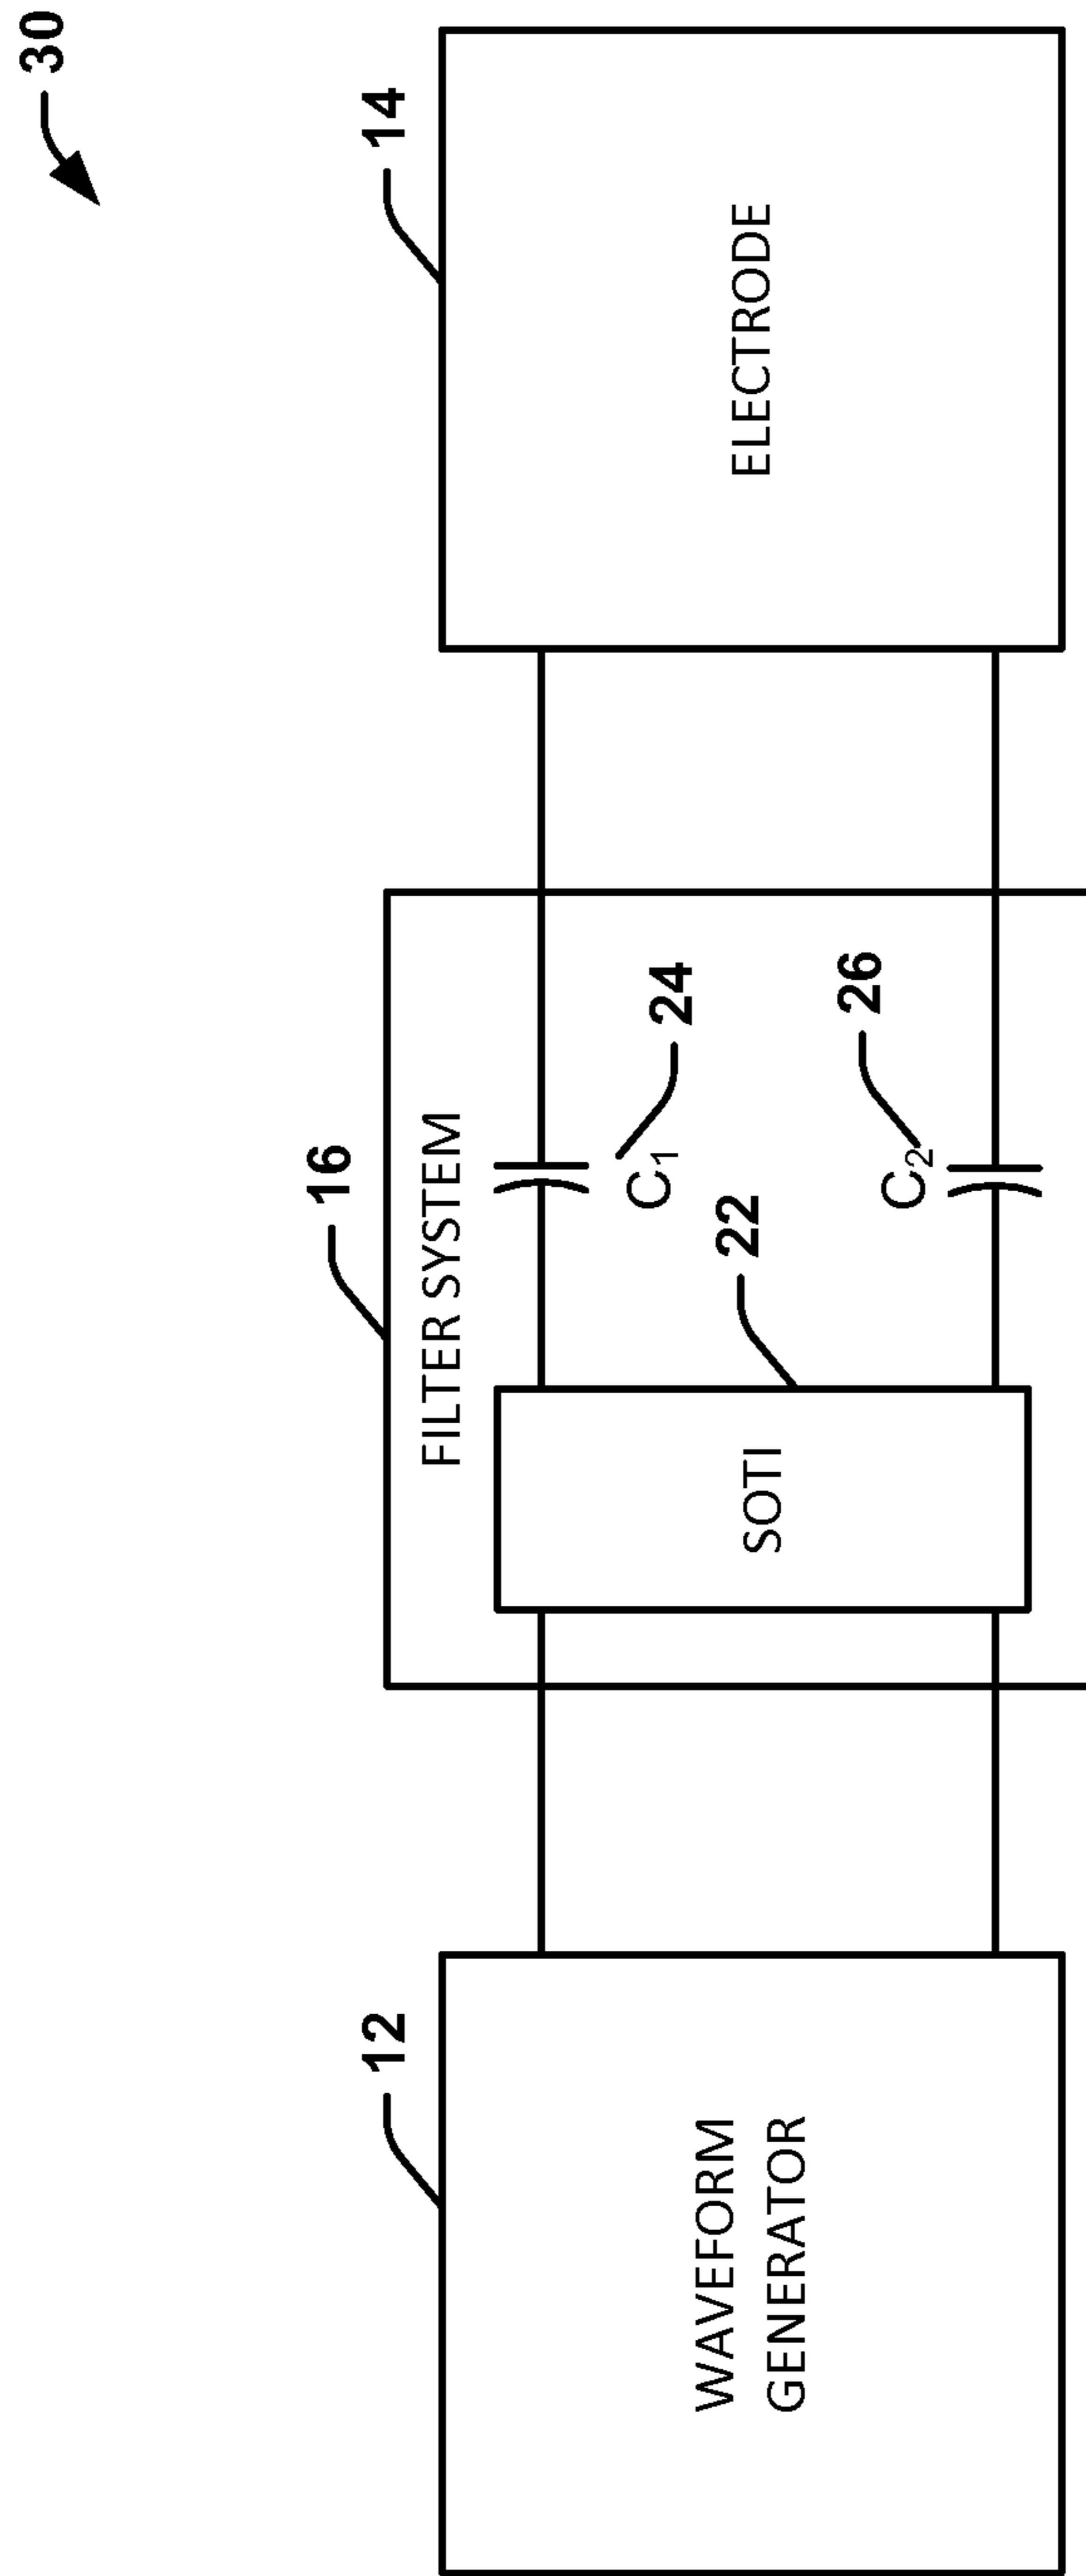 30
12
16
14
WAVEFORM
GENERATOR
FILTER SYSTEM
SOTI
22
C1
24
C2
26
ELECTRODE